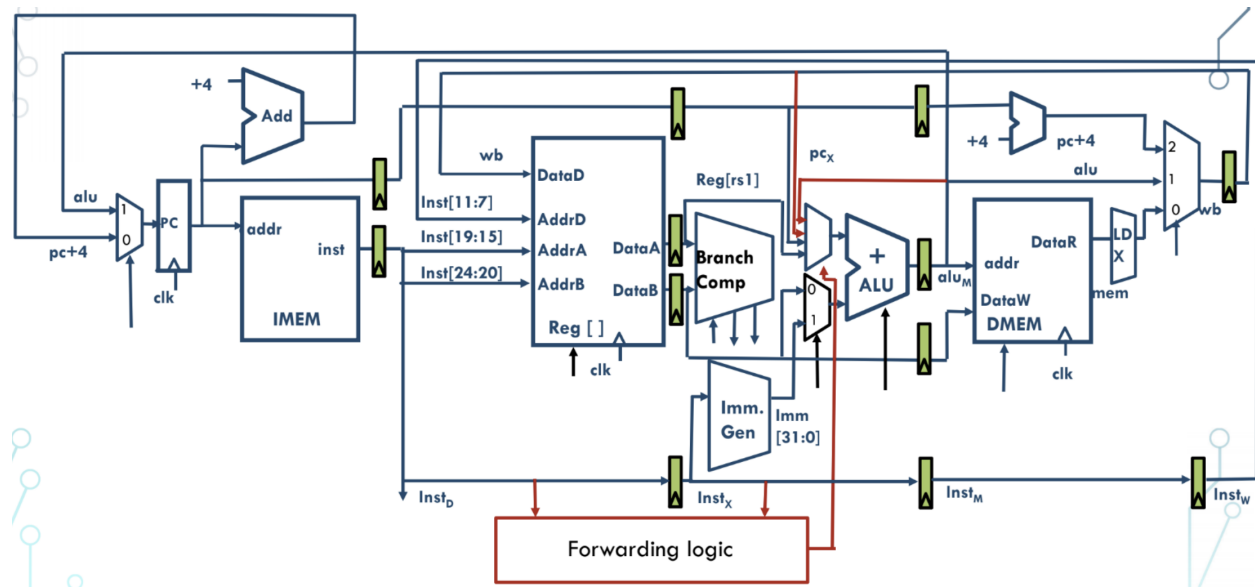 +4
Add
alu
1
0
pc+4
PC
clk
addr
inst
IMEM
wb
Inst[11:7]
Inst[19:15]
Inst[24:20]
DataD
AddrD
AddrA
AddrB
DataA
DataB
Reg [ ]
clk
Reg[rs1]
pcX
Branch
Comp
0
1
+
ALU
Imm.
Gen
Imm
[31:0]
aluM
+4
pc+4
alu
2
1
0
wb
addr
DataR
DataW
DMEM
clk
LD
X
mem
InstD
InstX
InstM
InstW
Forwarding logic